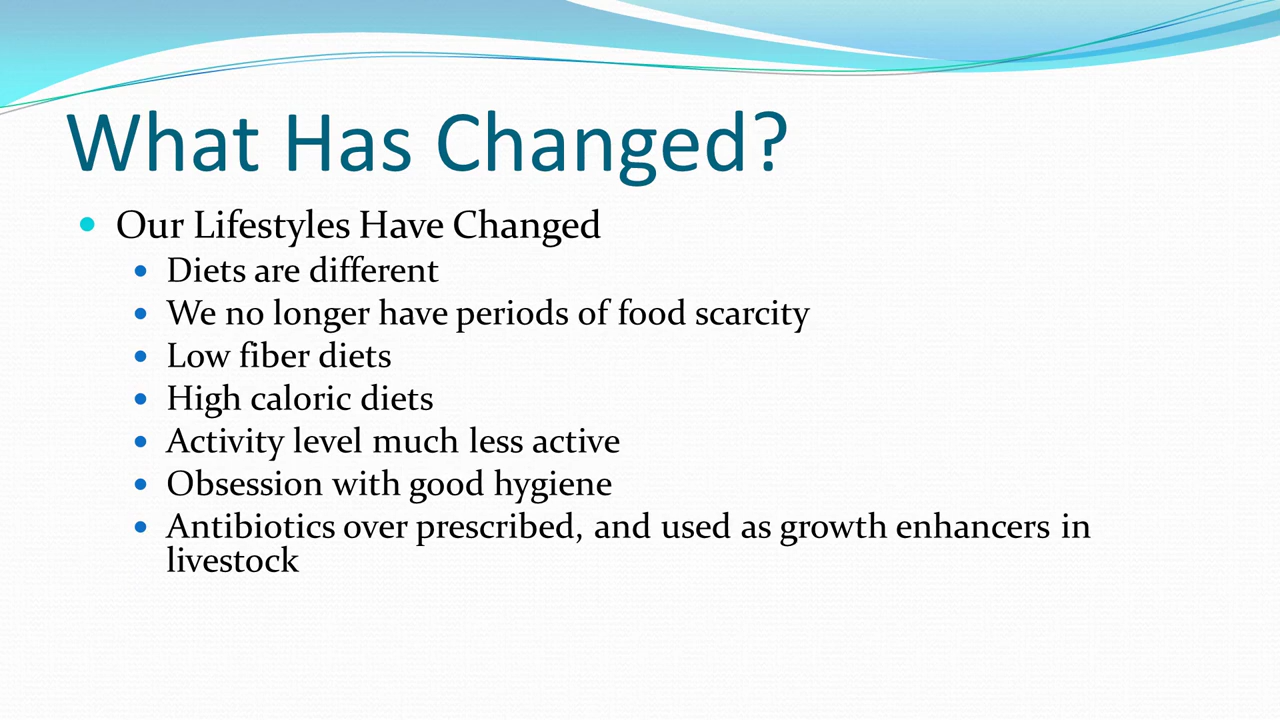 What Has Changed?
Our Lifestyles Have Changed
Diets are different
We no longer have periods of food scarcity
Low fiber diets
High caloric diets
Activity level much less active
Obsession with good hygiene
Antibiotics over prescribed, and used as growth enhancers in
livestock